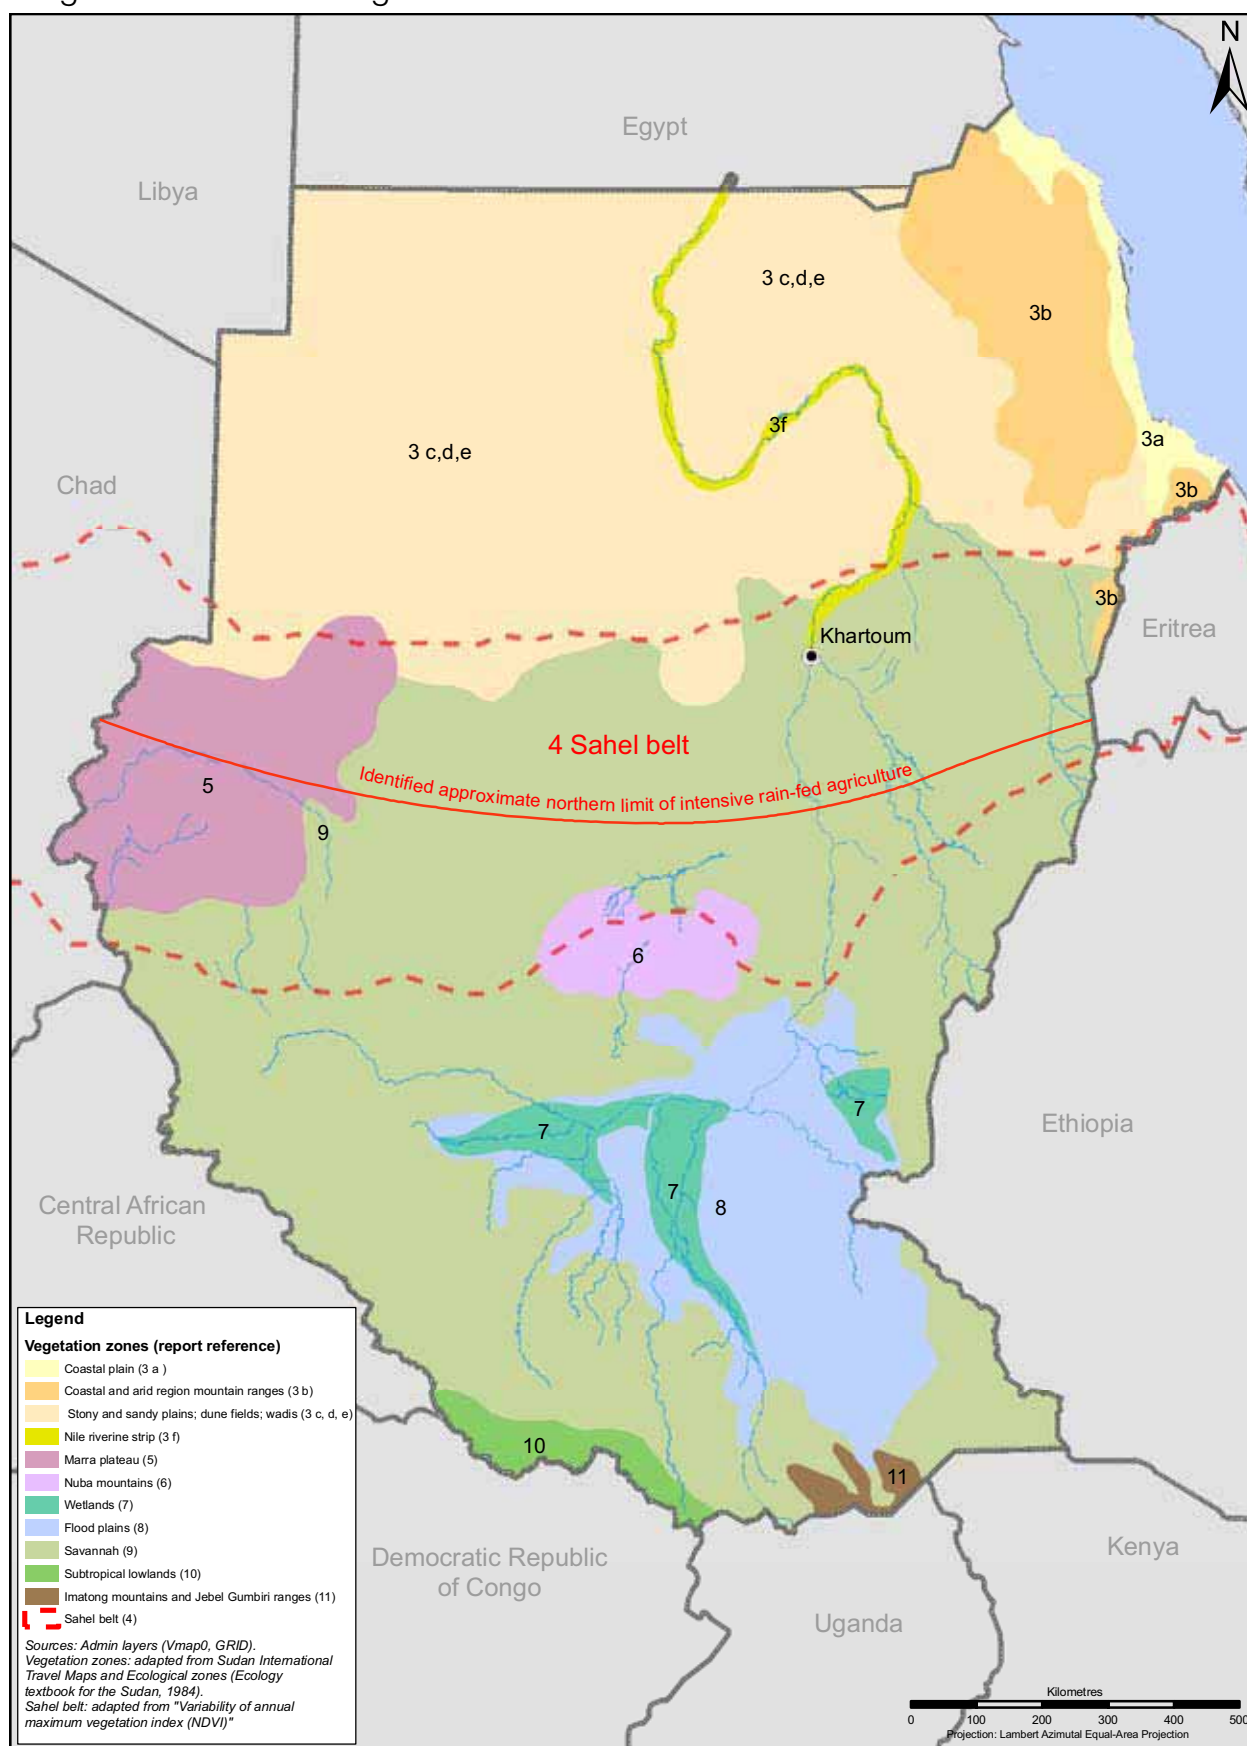 N
Egypt
Libya
3 c,d,e
3b
3f
3a
3 c,d,e
Chad
3b
3b
Eritrea
Khartoum
4 Sahel belt
Identified approximate northern limit of intensive rain-fed agriculture
5
9
6
7
Ethiopia
7
7
8
Central African
Republic
10
11
Democratic Republic
of Congo
Kenya
Uganda
Legend
Vegetation zones (report reference)
Coastal plain (3 a )
Coastal and arid region mountain ranges (3 b)
Stony and sandy plains; dune fields; wadis (3 c, d, e)
Nile riverine strip (3 f)
Marra plateau (5)
Nuba mountains (6)
Wetlands (7)
Flood plains (8)
Savannah (9)
Subtropical lowlands (10)
Imatong mountains and Jebel Gumbiri ranges (11)
Sahel belt (4)
Sources: Admin layers (Vmap0, GRID).
Vegetation zones: adapted from Sudan International
Travel Maps and Ecological zones (Ecology
textbook for the Sudan, 1984).
Sahel belt: adapted from "Variability of annual
maximum vegetation index (NDVI)"
Kilometres
0 100 200 300 400 500
Projection: Lambert Azimutal Equal-Area Projection